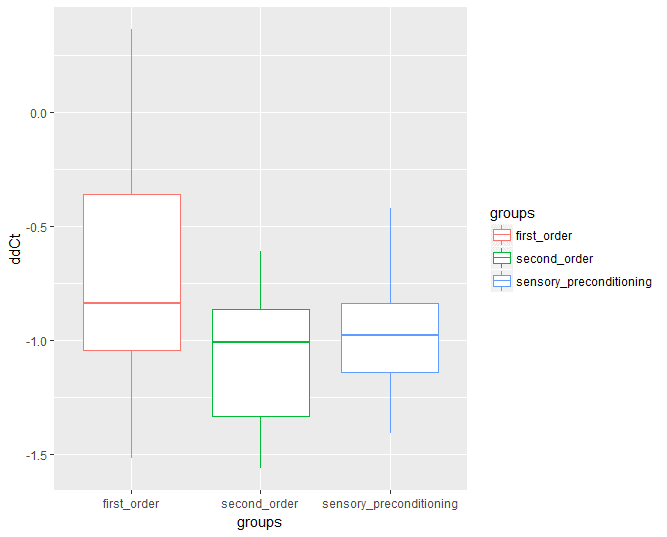 ddCt
0.0
-0.5
-1.0
-1.5
first_order
second_order
sensory_preconditioning
groups
groups
first_order
second_order
sensory_preconditioning